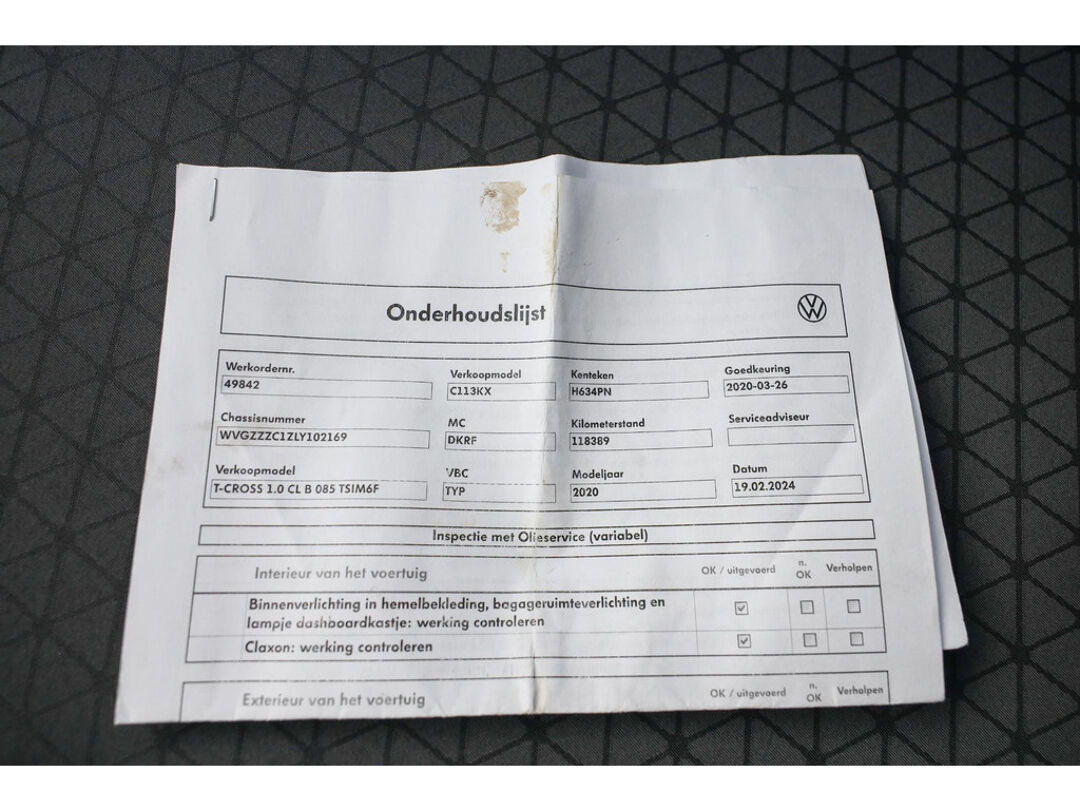 Onderhoudslijst
Werkordernr. Verkoopmodel Kenteken Goedkeuring
49842 C113KX H634PN 2020-03-26
Chassisnummer MC Kilometerstand Serviceadviseur
WVGZZZC1ZLY102169 DKRF 118389
Verkoopmodel VBC Modeljaar Datum
T-CROSS 1.0 CL B 085 TSIM6F TYP 2020 19.02.2024
Inspectie met Olieservice (variabel)
Interieur van het voertuig OK / uitgevoerd n. OK Verholpen
Binnenverlichting in hemelbekleding, bagageruimteverlichting en
lampje dashboardkastje: werking controleren
Claxon: werking controleren
Exterieur van het voertuig OK / uitgevoerd n. OK Verholpen